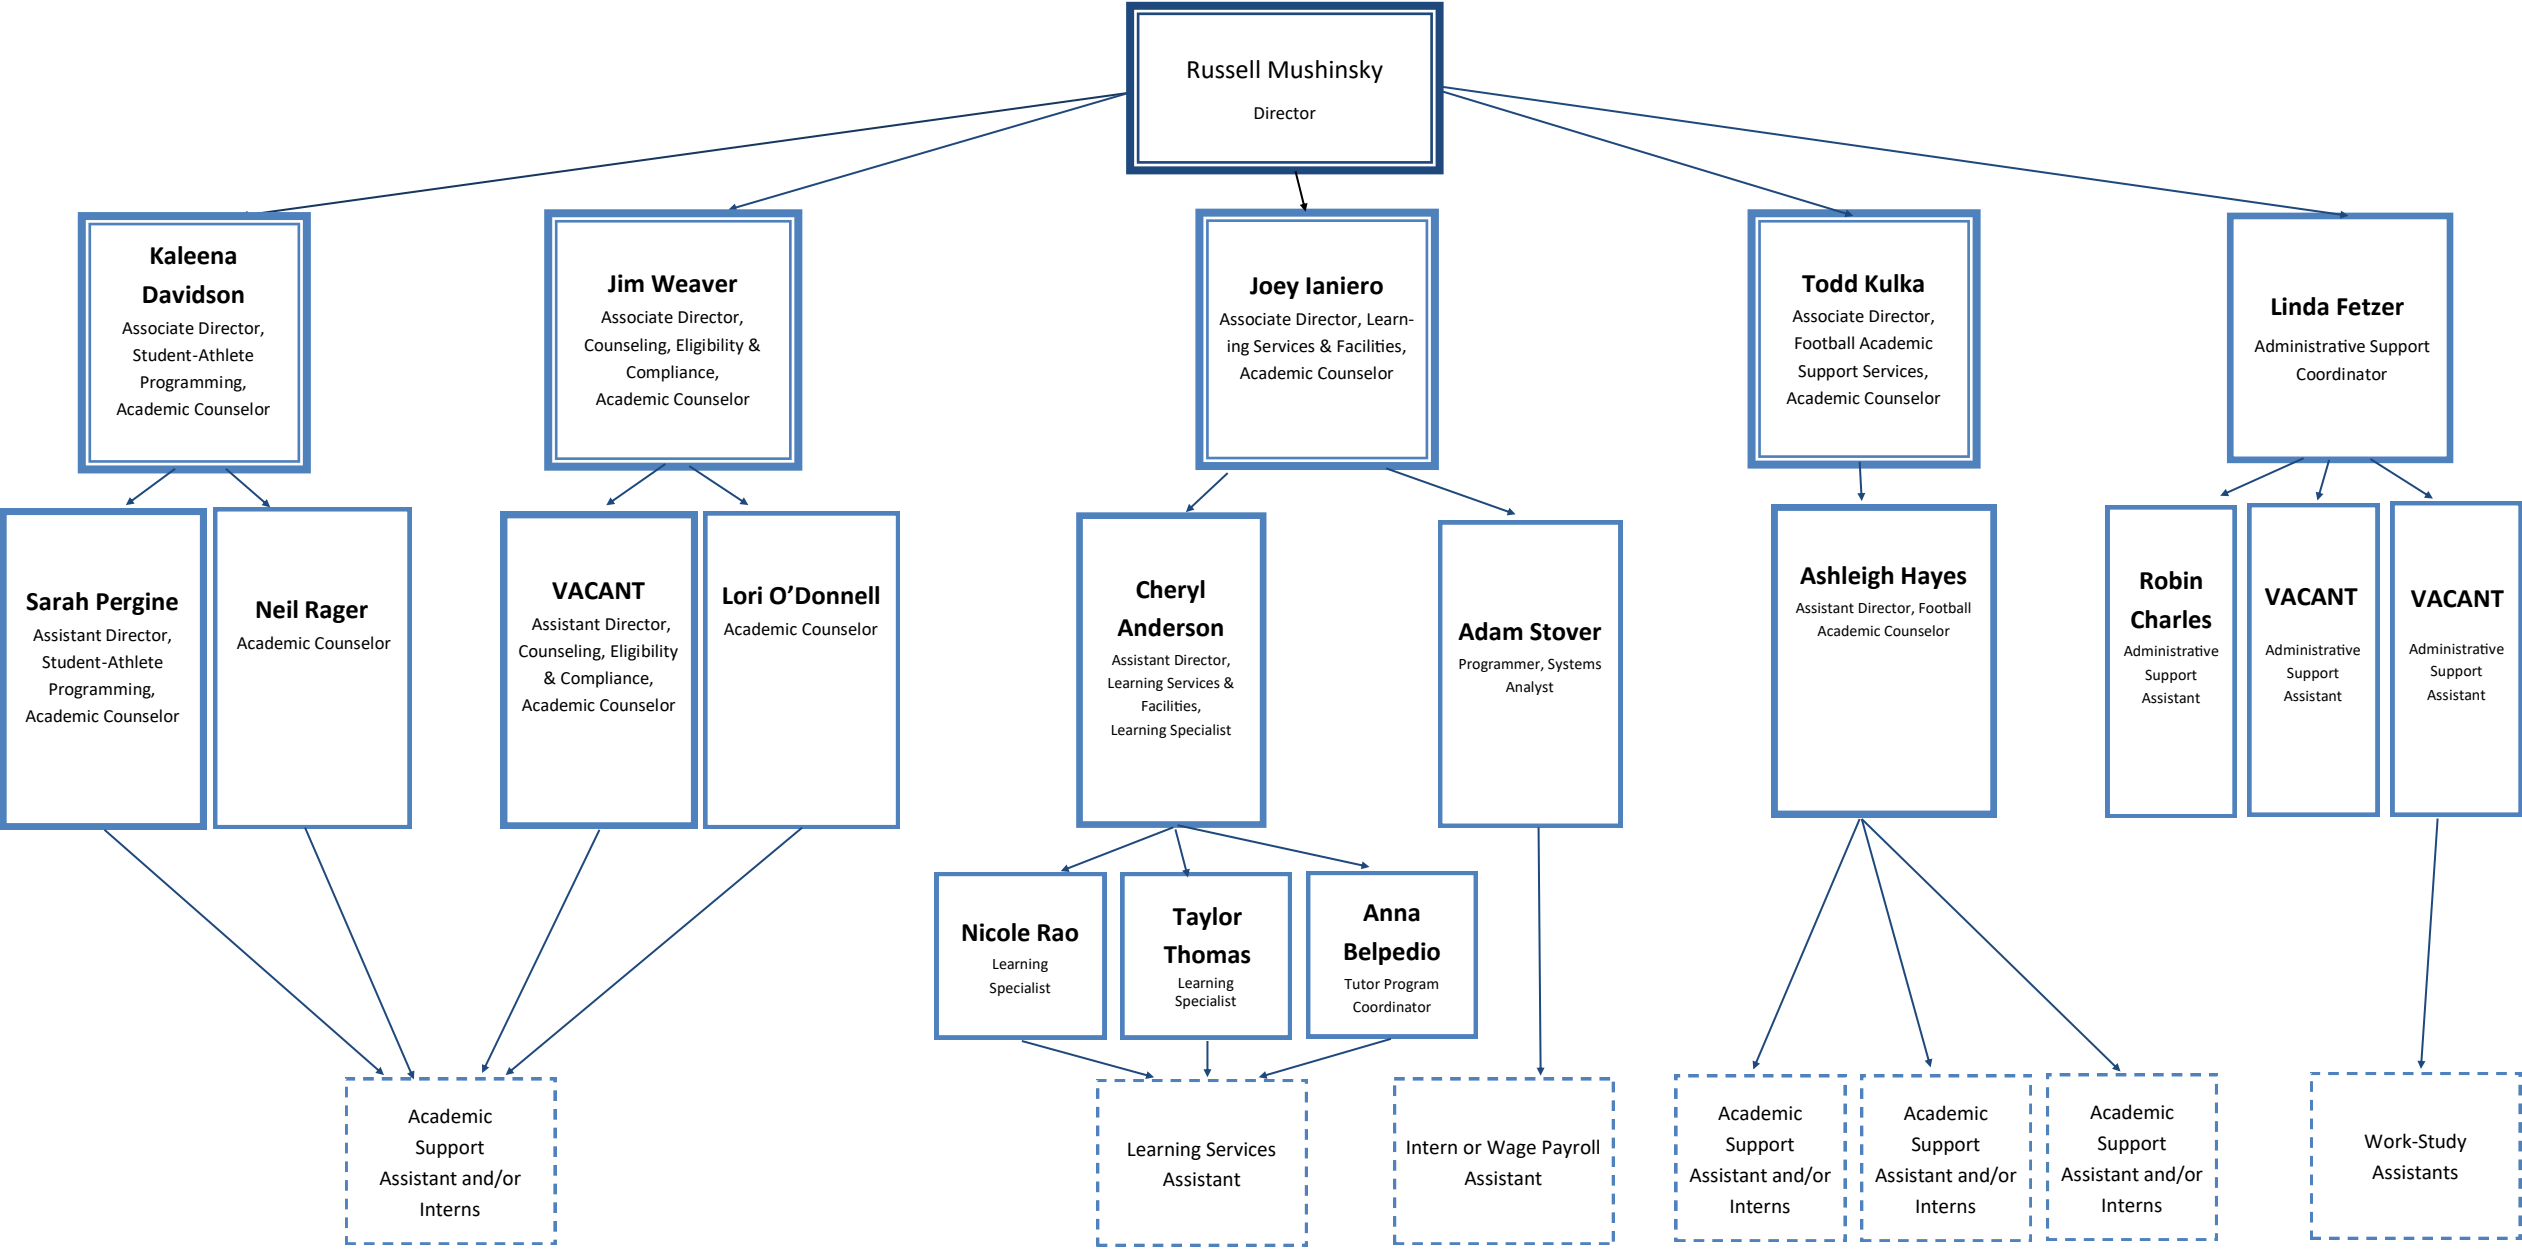 Russell Mushinsky
Director
Kaleena
Davidson
Associate Director,
Student-Athlete
Programming,
Academic Counselor
Jim Weaver
Associate Director,
Counseling, Eligibility &
Compliance,
Academic Counselor
Joey Ianiero
Associate Director, Learn-
ing Services & Facilities,
Academic Counselor
Todd Kulka
Associate Director,
Football Academic
Support Services,
Academic Counselor
Linda Fetzer
Administrative Support
Coordinator
Sarah Pergine
Assistant Director,
Student-Athlete
Programming,
Academic Counselor
Neil Rager
Academic Counselor
VACANT
Assistant Director,
Counseling, Eligibility
& Compliance,
Academic Counselor
Lori O’Donnell
Academic Counselor
Cheryl
Anderson
Assistant Director,
Learning Services &
Facilities,
Learning Specialist
Adam Stover
Programmer, Systems
Analyst
Ashleigh Hayes
Assistant Director, Football
Academic Counselor
Robin
Charles
Administrative
Support
Assistant
VACANT
Administrative
Support
Assistant
VACANT
Administrative
Support
Assistant
Nicole Rao
Learning
Specialist
Taylor
Thomas
Learning
Specialist
Anna
Belpedio
Tutor Program
Coordinator
Academic
Support
Assistant and/or
Interns
Learning Services
Assistant
Intern or Wage Payroll
Assistant
Academic
Support
Assistant and/or
Interns
Academic
Support
Assistant and/or
Interns
Academic
Support
Assistant and/or
Interns
Work-Study
Assistants